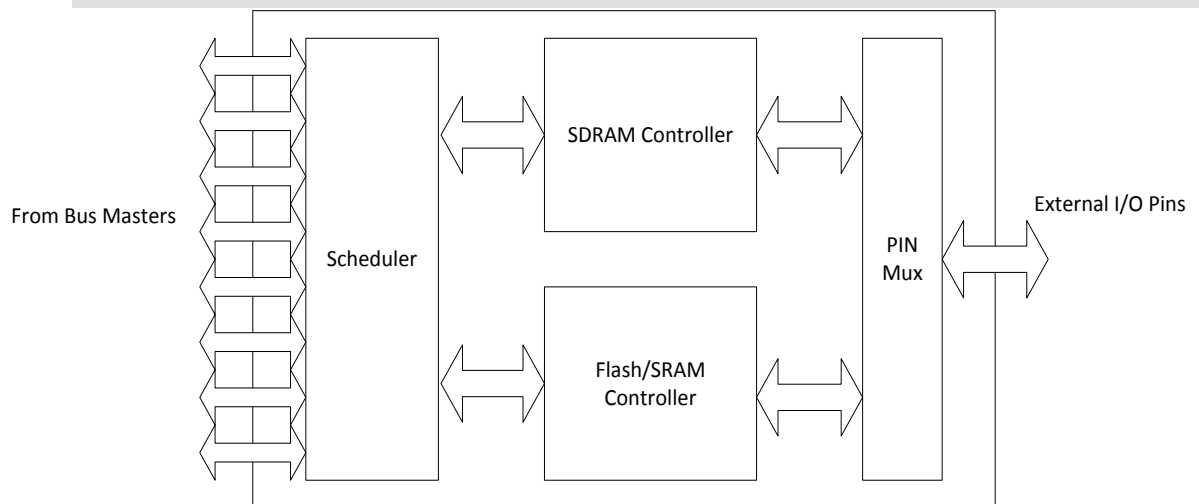 From Bus Masters
Scheduler
SDRAM Controller
Flash/SRAM
Controller
PIN
Mux
External I/O Pins